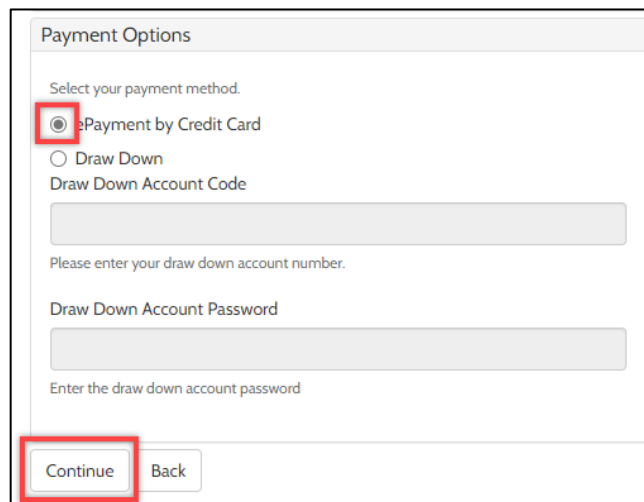 Payment Options
Select your payment method.
ePayment by Credit Card
Draw Down
Draw Down Account Code
Please enter your draw down account number.
Draw Down Account Password
Enter the draw down account password
Continue Back